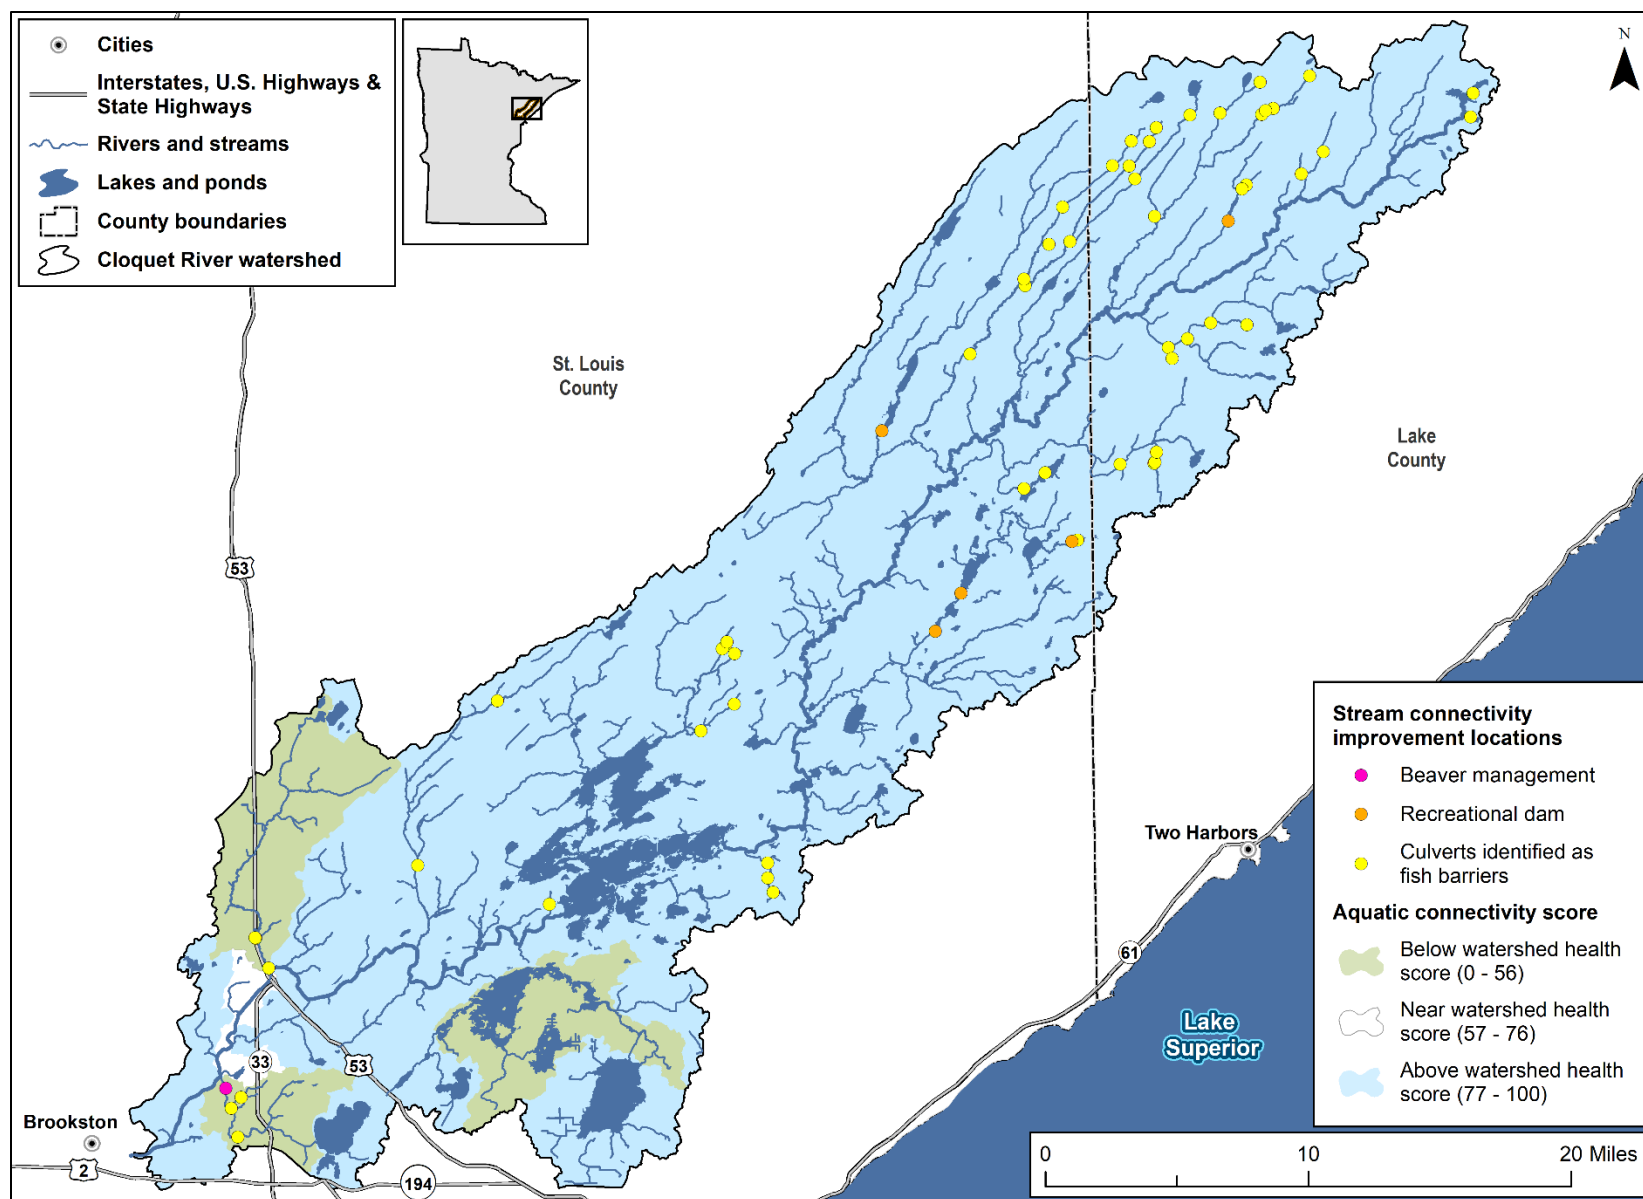 Cities
Interstates, U.S. Highways &
State Highways
Rivers and streams
Lakes and ponds
County boundaries
Cloquet River watershed
N
St. Louis
County
Lake
County
53
Two Harbors
61
Lake
Superior
33
53
Brookston
2
194
Stream connectivity
improvement locations
Beaver management
Recreational dam
Culverts identified as
fish barriers
Aquatic connectivity score
Below watershed health
score (0 - 56)
Near watershed health
score (57 - 76)
Above watershed health
score (77 - 100)
0
10
20 Miles